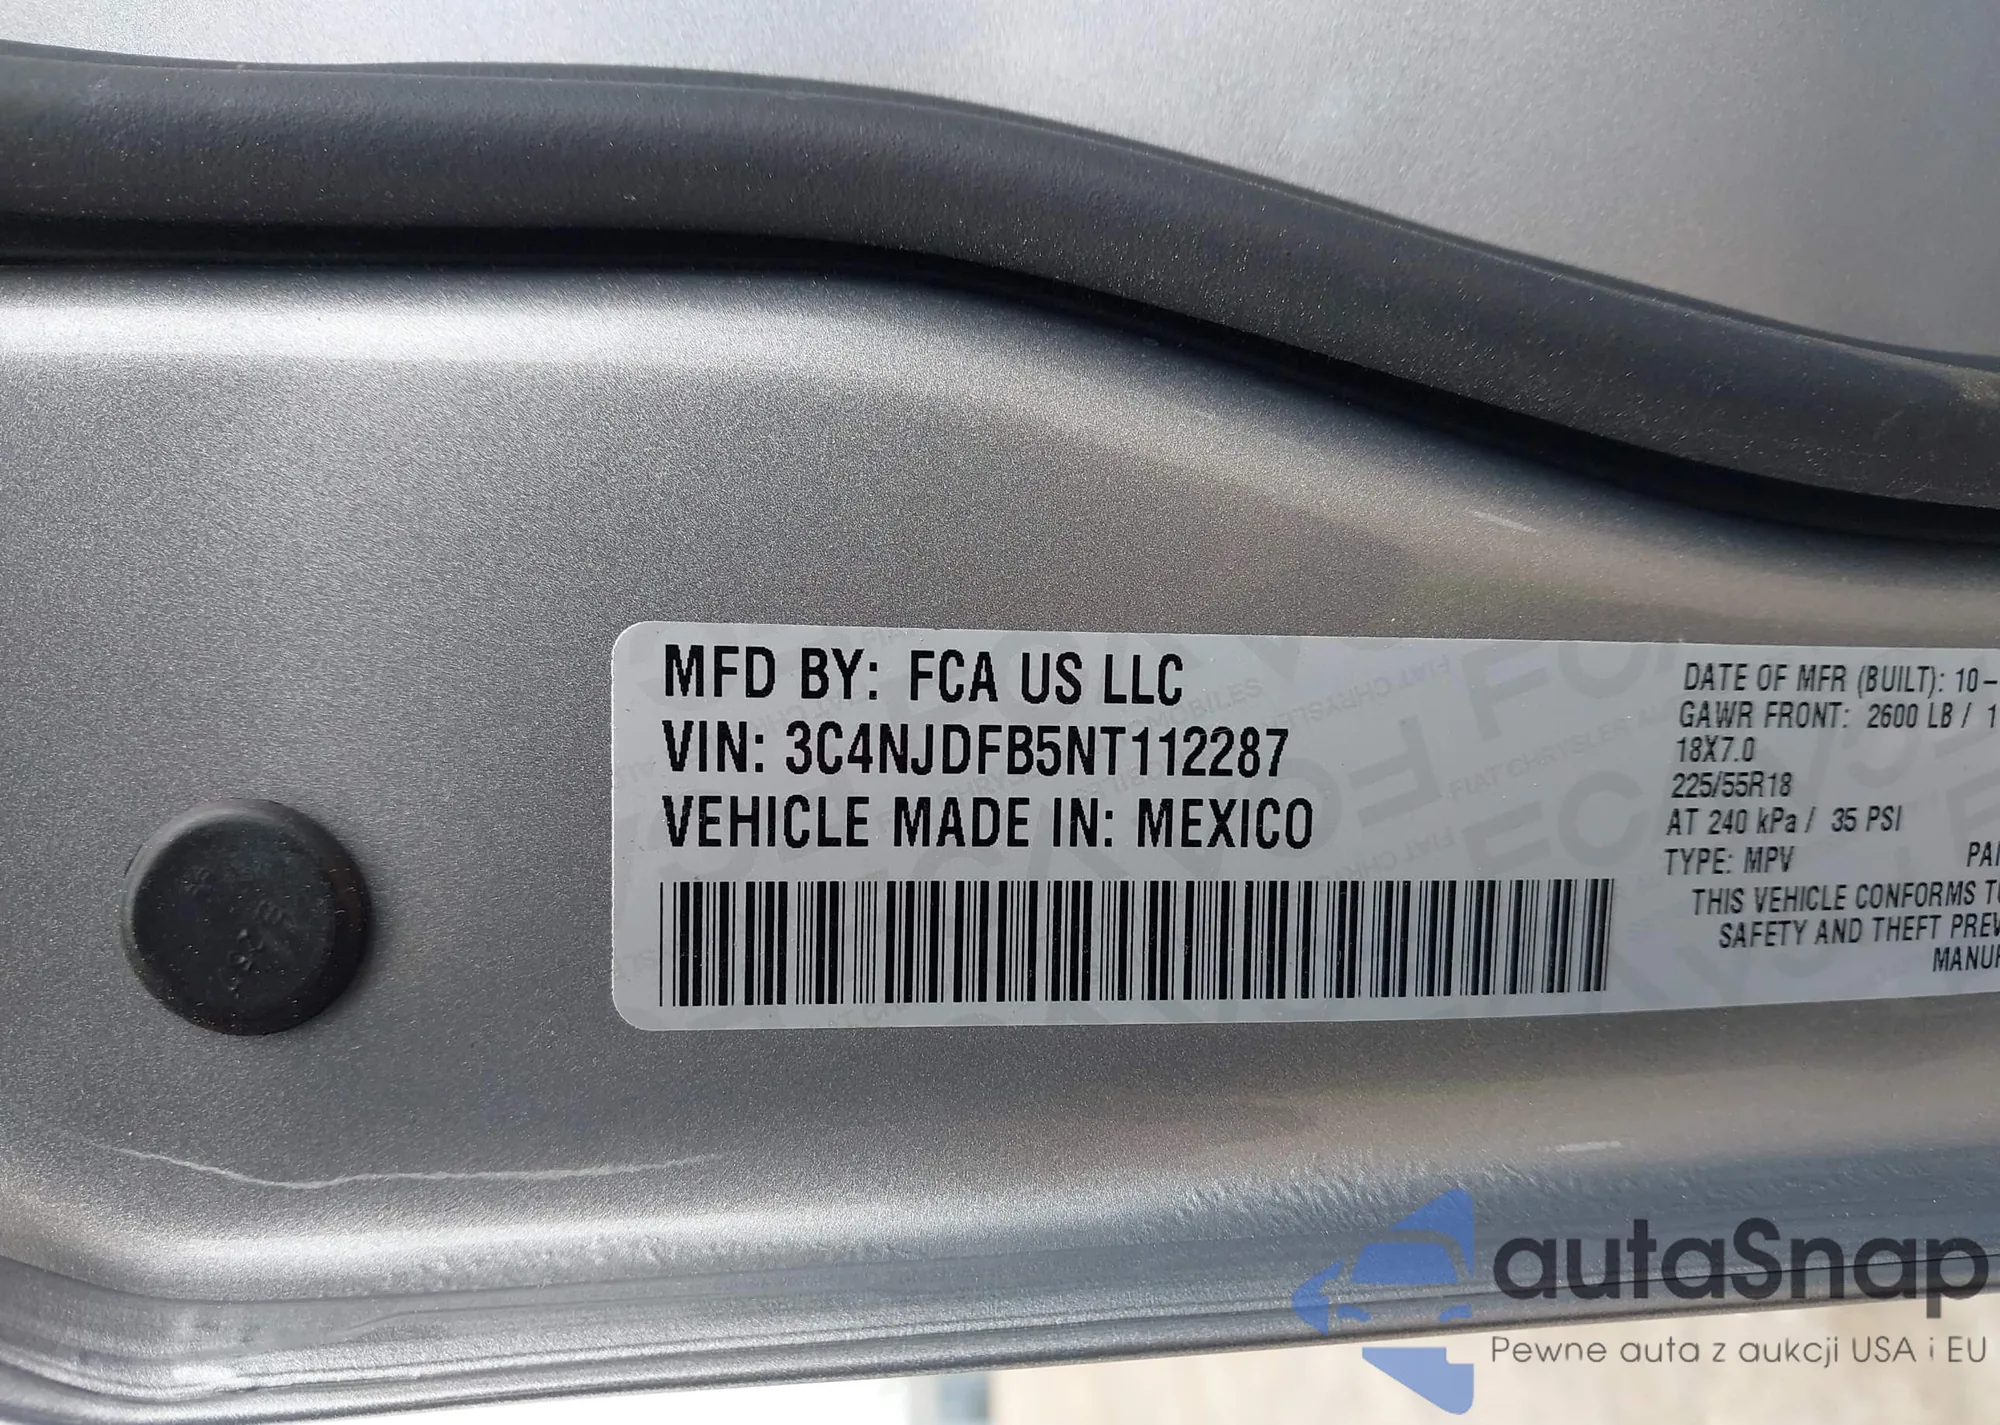 MFD BY: FCA US LLC
VIN: 3C4NJDFB5NT112287
VEHICLE MADE IN: MEXICO
DATE OF MFR (BUILT): 10-
GAWR FRONT: 2600 LB / 1
18X7.0
225/55R18
AT 240 kPa / 35 PSI
TYPE: MPV
THIS VEHICLE CONFORMS
SAFETY AND THEFT
autaSnap
Pewne auta z aukcji USA i EU